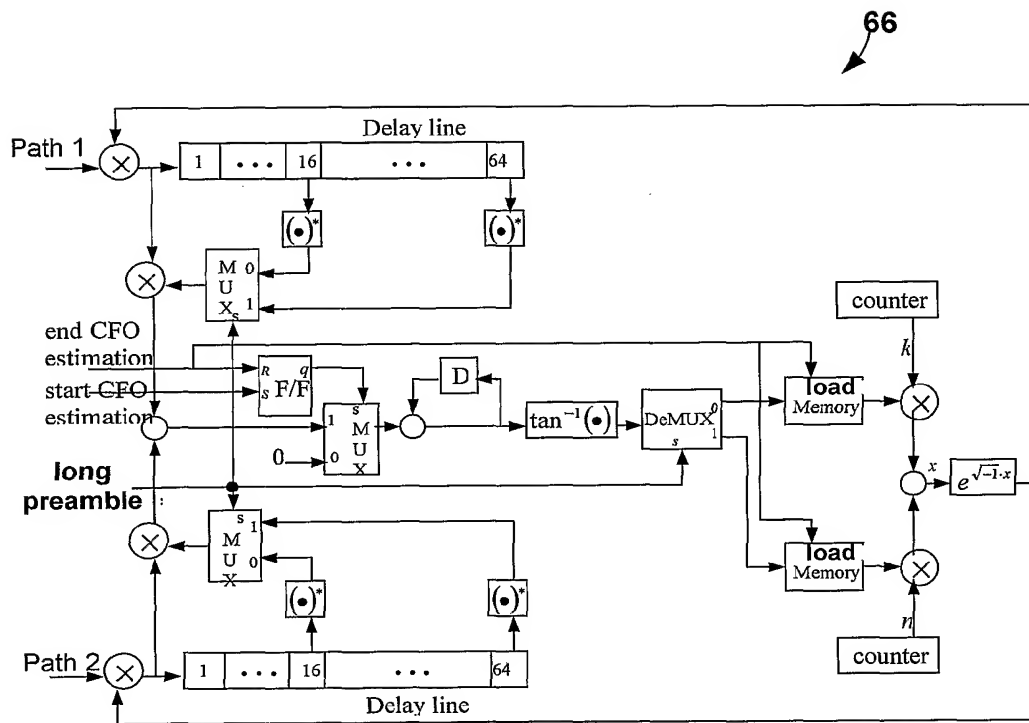 66
Delay line
Path 1
1 ••• 16 ••• 64
(•)* (•)*
M
U
X
0
1
s
end CFO
estimation
start CFO
estimation
R q
s F/F
s
1 M
U
0 X
0
D
tan⁻¹(•)
DeMUX
0
1
s
counter
k
load
Memory
x
e^{√-1·x}
long
preamble
s
M
U
X
1
0
load
Memory
n
counter
(•)* (•)*
Path 2
1 ••• 16 ••• 64
Delay line